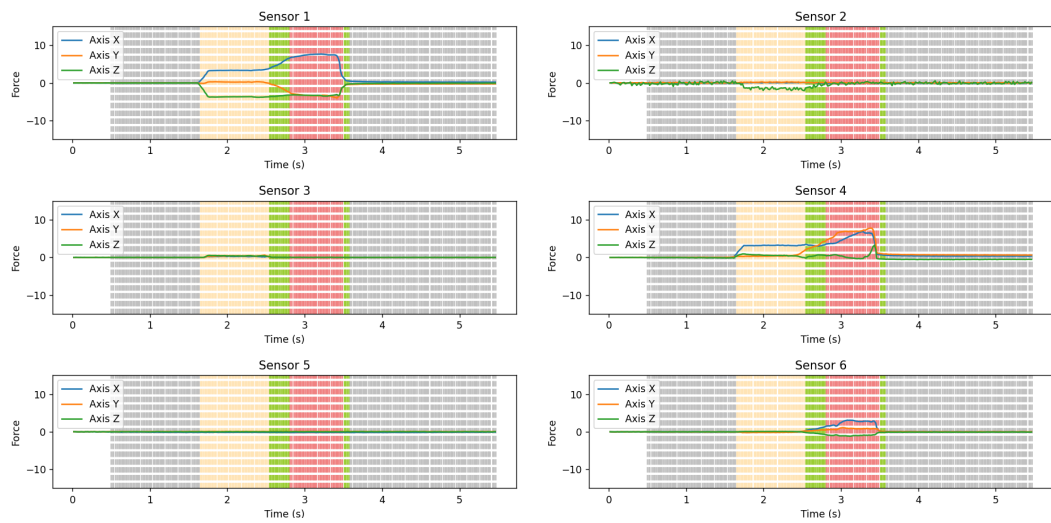 Sensor 1
Axis X
Axis Y
Axis Z
Force
10
0
−10
0 1 2 3 4 5
Time (s)
Sensor 2
Axis X
Axis Y
Axis Z
Force
10
0
−10
0 1 2 3 4 5
Time (s)
Sensor 3
Axis X
Axis Y
Axis Z
Force
10
0
−10
0 1 2 3 4 5
Time (s)
Sensor 4
Axis X
Axis Y
Axis Z
Force
10
0
−10
0 1 2 3 4 5
Time (s)
Sensor 5
Axis X
Axis Y
Axis Z
Force
10
0
−10
0 1 2 3 4 5
Time (s)
Sensor 6
Axis X
Axis Y
Axis Z
Force
10
0
−10
0 1 2 3 4 5
Time (s)